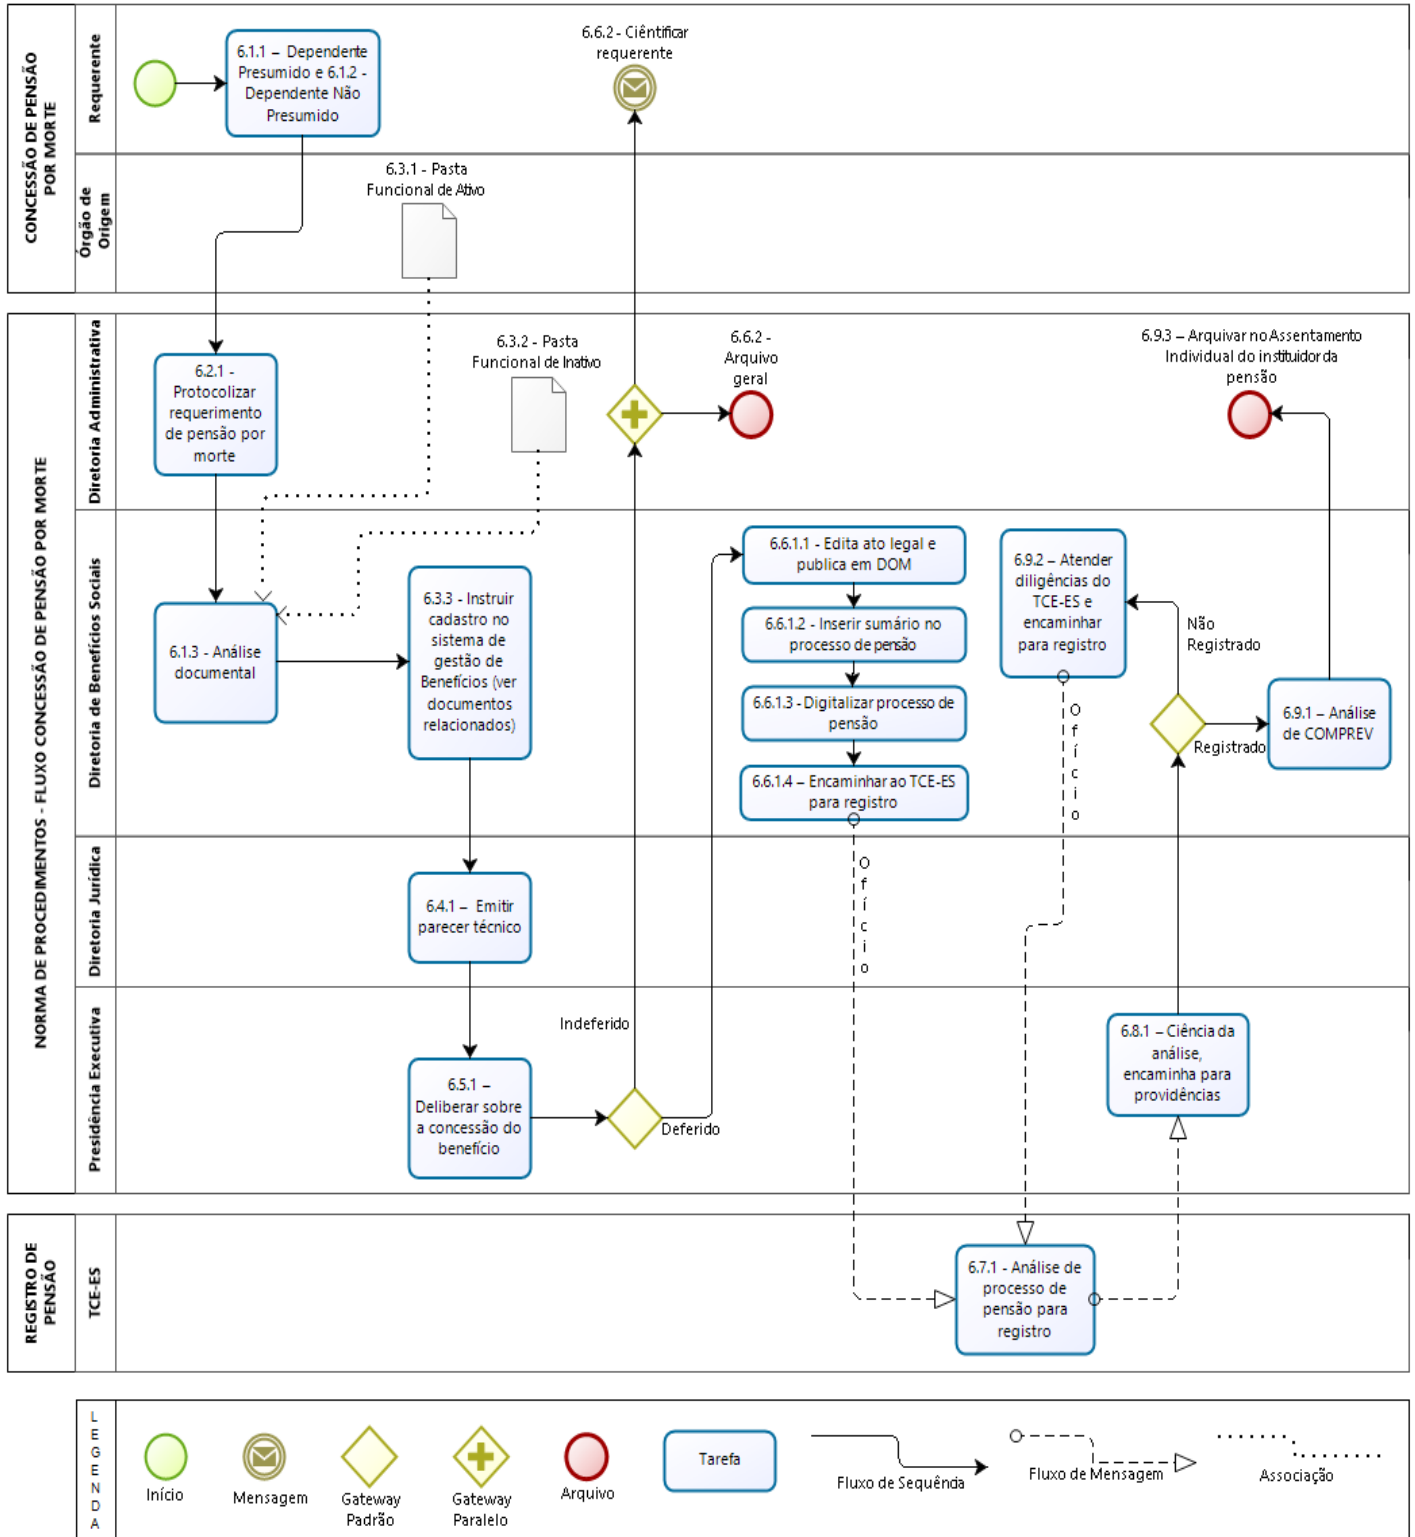 CONCESSÃO DE PENSÃO
POR MORTE
Requerente
6.1.1 – Dependente
Presumido e 6.1.2 -
Dependente Não
Presumido
6.6.2 - Ciêntificar
requerente
Órgão de
Origem
6.3.1 - Pasta
Funcional de Ativo
NORMA DE PROCEDIMENTOS - FLUXO CONCESSÃO DE PENSÃO POR MORTE
Diretoria Administrativa
6.2.1 -
Protocolizar
requerimento
de pensão por
morte
6.3.2 - Pasta
Funcional de Inativo
6.6.2 -
Arquivo
geral
6.9.3 – Arquivar no Assentamento
Individual do instituidor da
pensão
Diretoria de Benefícios Sociais
6.1.3 - Análise
documental
6.3.3 - Instruir
cadastro no
sistema de
gestão de
Benefícios (ver
documentos
relacionados)
6.6.1.1 - Edita ato legal e
publica em DOM
6.6.1.2 - Inserir sumário no
processo de pensão
6.6.1.3 - Digitalizar processo de
pensão
6.6.1.4 – Encaminhar ao TCE-ES
para registro
6.9.2 – Atender
diligências do
TCE-ES e
encaminhar
para registro
Ofício
Não
Registrado
Registrado
6.9.1 – Análise
de COMPREV
Diretoria Jurídica
6.4.1 – Emitir
parecer técnico
Ofício
Presidência Executiva
6.5.1 –
Deliberar sobre
a concessão do
benefício
Indeferido
Deferido
6.8.1 – Ciência da
análise,
encaminha para
providências
REGISTRO DE
PENSÃO
TCE-ES
6.7.1 - Análise de
processo de
pensão para
registro
LEGENDA
Início
Mensagem
Gateway
Padrão
Gateway
Paralelo
Arquivo
Tarefa
Fluxo de Sequência
Fluxo de Mensagem
Associação